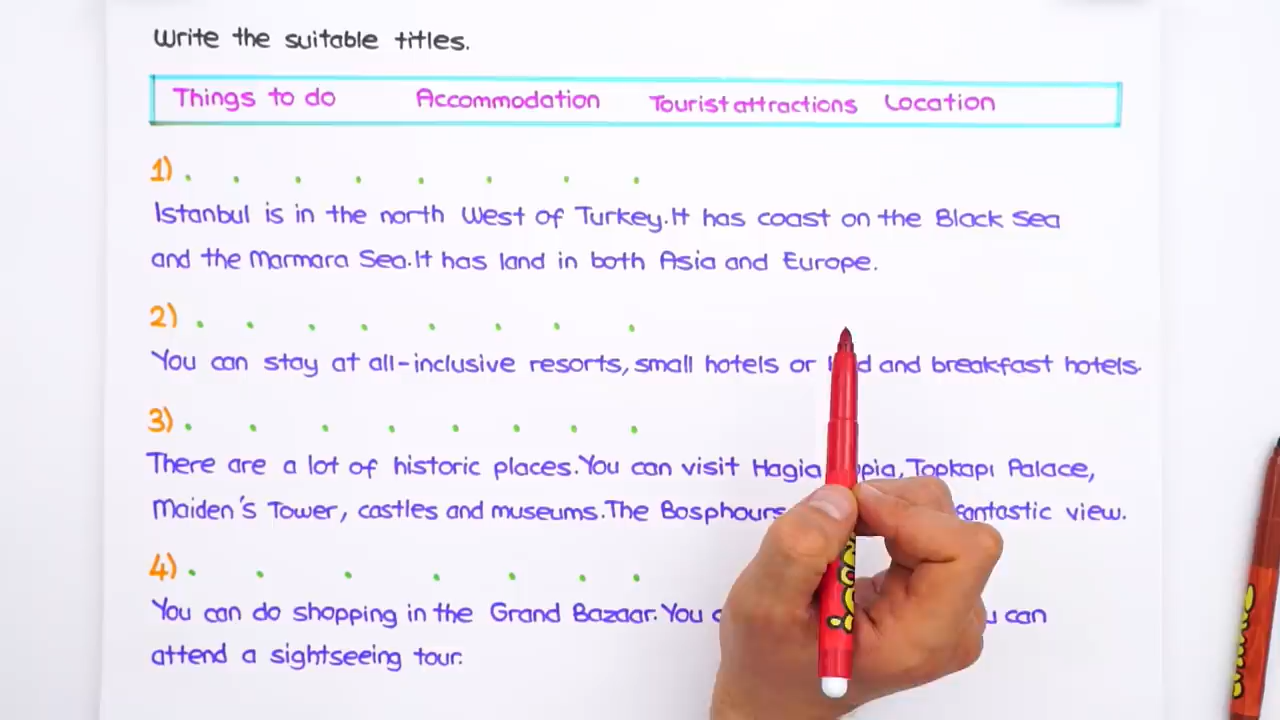 Write the suitable titles.
Things to do Accommodation Tourist attractions Location
1) . . . . . . . .
Istanbul is in the north West of Turkey. It has coast on the Black Sea
and the Marmara Sea. It has land in both Asia and Europe.
2) . . . . . . . .
You can stay at all-inclusive resorts, small hotels or and breakfast hotels.
3) . . . . . . . .
There are a lot of historic places. You can visit Hagia Topkapı Palace,
Maiden's Tower, castles and museums. The Bosphours fantastic view.
4) . . . . . . . .
You can do shopping in the Grand Bazaar. You can
attend a sightseeing tour.